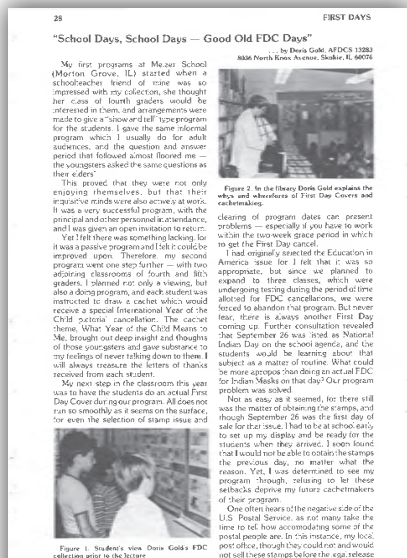 28
FIRST DAYS
"School Days, School Days — Good Old FDC Days"
. . . by Doris Gold, AFDCS 13283
8036 North Knox Avenue, Skokie, IL 60076
My first programs at Melzer School
(Morton Grove, IL) started when a
schoolteacher friend of mine was so
impressed with my collection, she thought
her class of fourth graders would be
interested in them, and arrangements were
made to give a "show and tell" type program
for the students. I gave the same informal
program which I usually do for adult
audiences, and the question and answer
period that followed almost floored me —
the youngsters asked the same questions as
their elders!
This proved that they were not only
enjoying themselves, but that their
inquisitive minds were also actively at work.
It was a very successful program, with the
principal and other personnel in attendance,
and I was given an open invitation to return.
Yet I felt there was something lacking, for
it was a passive program and I felt it could be
improved upon. Therefore, my second
program went one step further — with two
adjoining classrooms of fourth and fifth
graders. I planned not only a viewing, but
also a doing program, and each student was
instructed to draw a cachet which would
receive a special International Year of the
Child pictorial cancellation. The cachet
theme, What Year of the Child Means to
Me, brought out deep insight and thoughts
of those youngsters and gave substance to
my feelings of never talking down to them. I
will always treasure the letters of thanks
received from each student.
My next step in the classroom this year
was to have the students do an actual First
Day Cover during our program. All does not
run so smoothly as it seems on the surface,
for even the selection of stamp issue and
Figure 1. Student's view Doris Gold's FDC
collection prior to the lecture
Figure 2. In the library Doris Gold explains the
whys and wherefores of First Day Covers and
cachetmaking.
clearing of program dates can present
problems — especially if you have to work
within the two-week grace period in which
to get the First Day cancel.
I had originally selected the Education in
America issue for I felt that it was so
appropriate, but since we planned to
expand to three classes, which were
undergoing testing during the period of time
allotted for FDC cancellations, we were
forced to abandon that program. But never
fear, there is always another First Day
coming up. Further consultation revealed
that September 26 was listed as National
Indian Day on the school agenda, and the
students would be learning about that
subject as a matter of routine. What could
be more apropos than doing an actual FDC
for Indian Masks on that day? Our program
problem was solved.
Not as easy as it seemed, for there still
was the matter of obtaining the stamps, and
though September 26 was the first day of
sale for that issue, I had to be at school early
to set up my display and be ready for the
students when they arrived. I soon found
that I would not be able to obtain the stamps
the previous day, no matter what the
reason. Yet, I was determined to see my
program through, refusing to let these
setbacks deprive my future cachetmakers
of their program.
One often hears of the negative side of the
U.S. Postal Service, as not many take the
time to tell how accomodating some of the
postal people are. In this instance, my local
post office, though they could not and would
not sell these stamps before the legal release